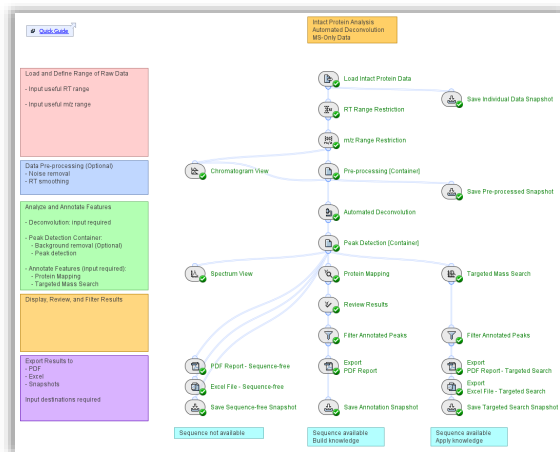 Quick Guide
Intact Protein Analysis
Automated Deconvolution
MS-Only Data
Load and Define Range of Raw Data
- Input useful RT range
- Input useful m/z range
Data Pre-processing (Optional)
- Noise removal
- RT smoothing
Analyze and Annotate Features
- Deconvolution: input required
- Peak Detection Container:
- Background removal (Optional)
- Peak detection
- Annotate Features (input required):
- Protein Mapping
- Targeted Mass Search
Display, Review, and Filter Results
Export Results to
- PDF
- Excel
- Snapshots
Input destinations required
Load Intact Protein Data
Save Individual Data Snapshot
RT Range Restriction
m/z Range Restriction
Chromatogram View
Pre-processing [Container]
Save Pre-processed Snapshot
Automated Deconvolution
Peak Detection [Container]
Spectrum View
Protein Mapping
Targeted Mass Search
Review Results
Filter Annotated Peaks
Filter Annotated Peaks
PDF Report - Sequence-free
Export
PDF Report
Export
PDF Report - Targeted Search
Excel File - Sequence-free
Export
Excel File - Targeted Search
Save Sequence-free Snapshot
Save Annotation Snapshot
Save Targeted Search Snapshot
Sequence not available
Sequence available
Build knowledge
Sequence available
Apply knowledge